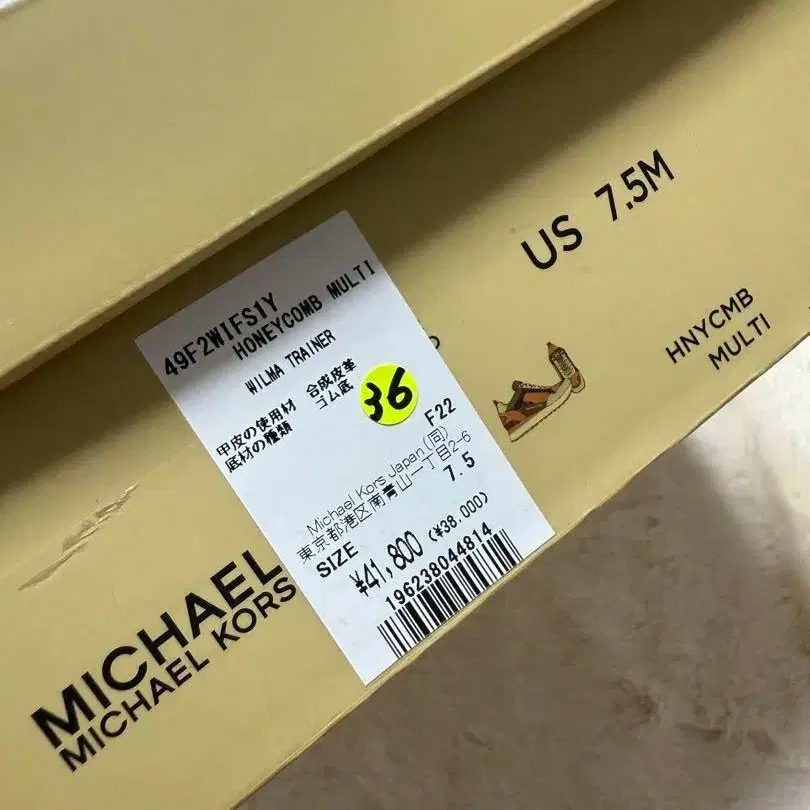 US 7.5M
HNYCMB
MULTI
49F2WIFS1Y
HONEYCOMB MULTI
WILMA TRAINER
甲皮の使用材 合成皮革
底材の種類 ゴム底
36
F22
Michael Kors Japan(同)
東京都港区南青山一丁目2-6
SIZE 7.5
¥41,800 (¥38.000)
196238044814
MICHAEL
MICHAEL KORS